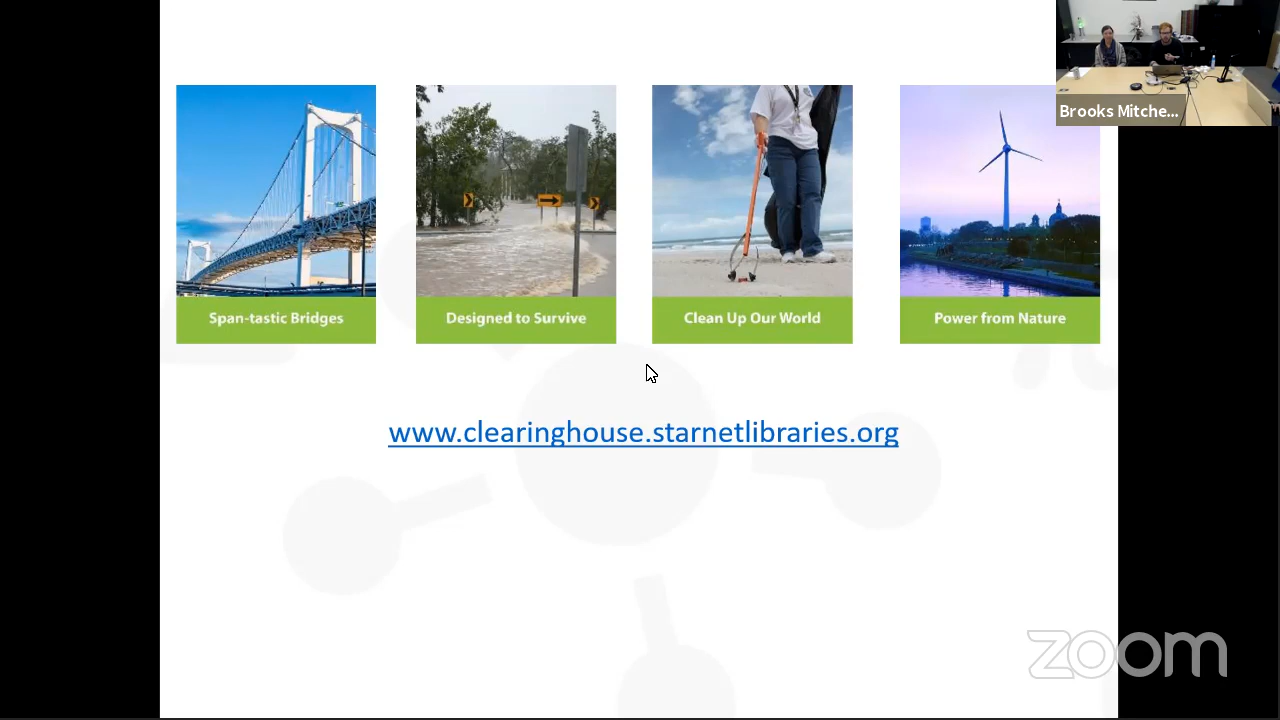 Brooks Mitche...
Span-tastic Bridges
Designed to Survive
Clean Up Our World
Power from Nature
www.clearinghouse.starnetlibraries.org
zoom